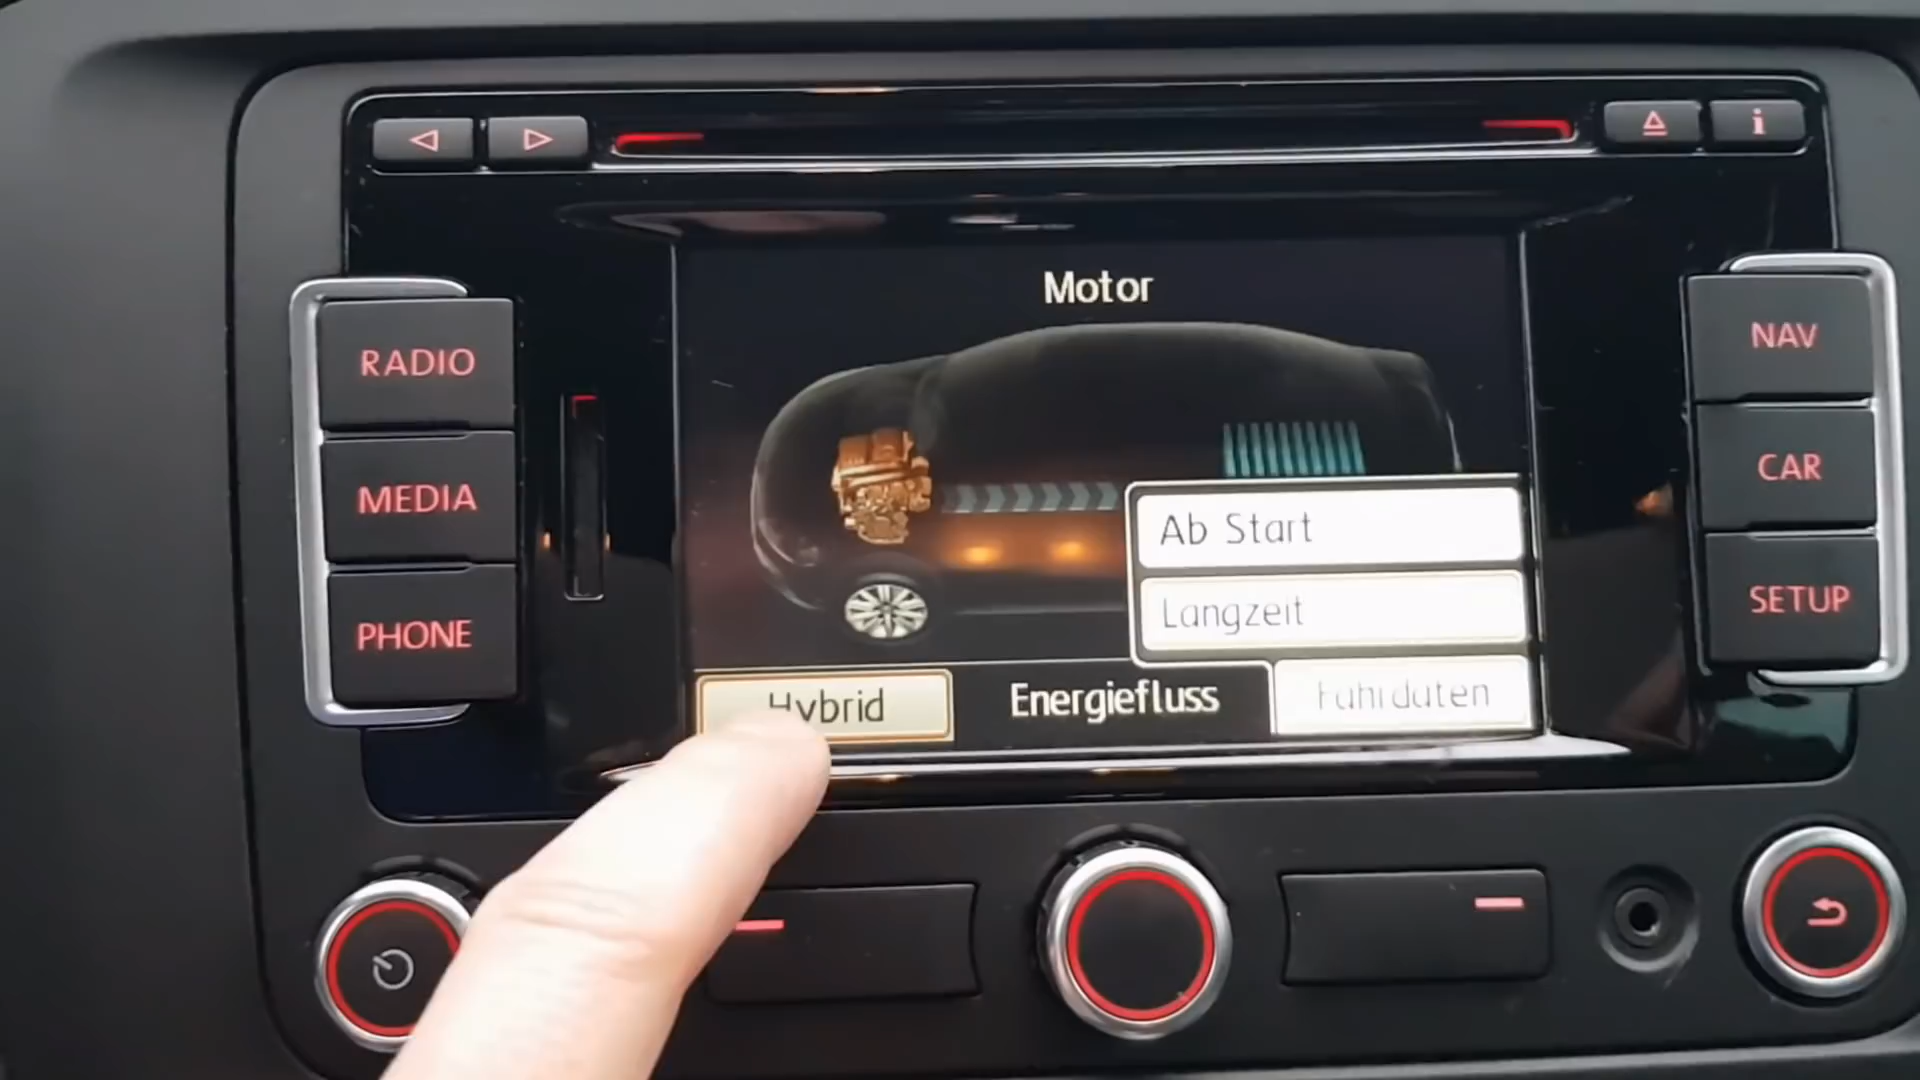 i
Motor
RADIO
NAV
MEDIA
CAR
Ab Start
Langzeit
PHONE
SETUP
Hybrid
Energiefluss
Fahrdaten